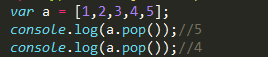 var a = [1,2,3,4,5];
console.log(a.pop());//5
console.log(a.pop());//4